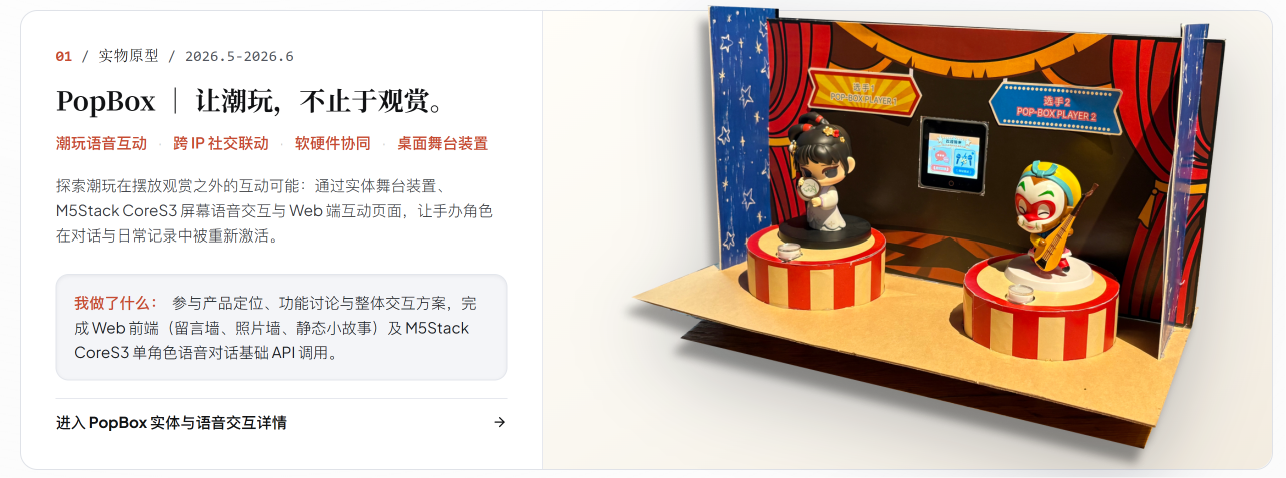 01 / 实物原型 / 2026.5-2026.6
PopBox ｜ 让潮玩，不止于观赏。
潮玩语音互动 · 跨 IP 社交联动 · 软硬件协同 · 桌面舞台装置
探索潮玩在摆放观赏之外的互动可能：通过实体舞台装置、
M5Stack CoreS3 屏幕语音交互与 Web 端互动页面，让手办角色
在对话与日常记录中被重新激活。
我做了什么： 参与产品定位、功能讨论与整体交互方案，完
成 Web 前端（留言墙、照片墙、静态小故事）及 M5Stack
CoreS3 单角色语音对话基础 API 调用。
进入 PopBox 实体与语音交互详情 →
选手1
POP-BOX PLAYER 1
选手2
POP-BOX PLAYER 2